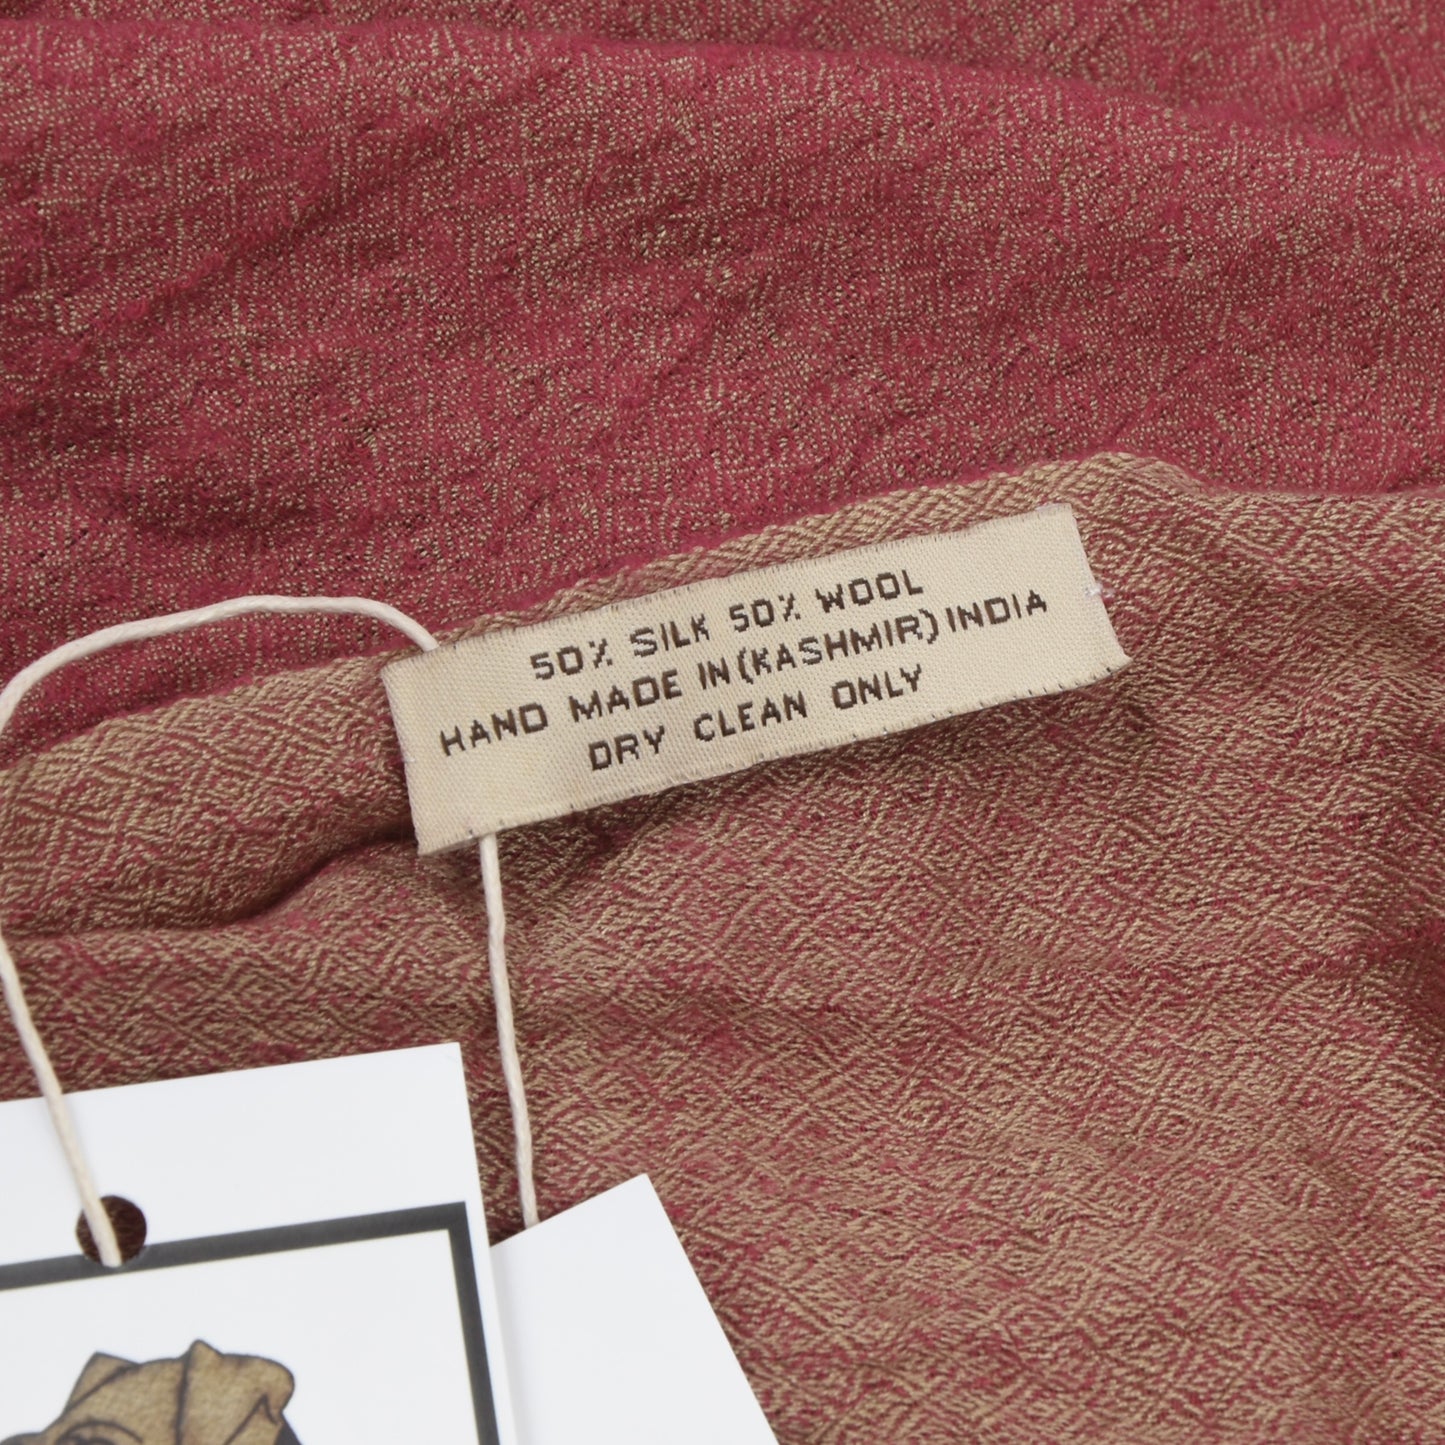 50% SILK 50% WOOL
HAND MADE IN (KASHMIR) INDIA
DRY CLEAN ONLY